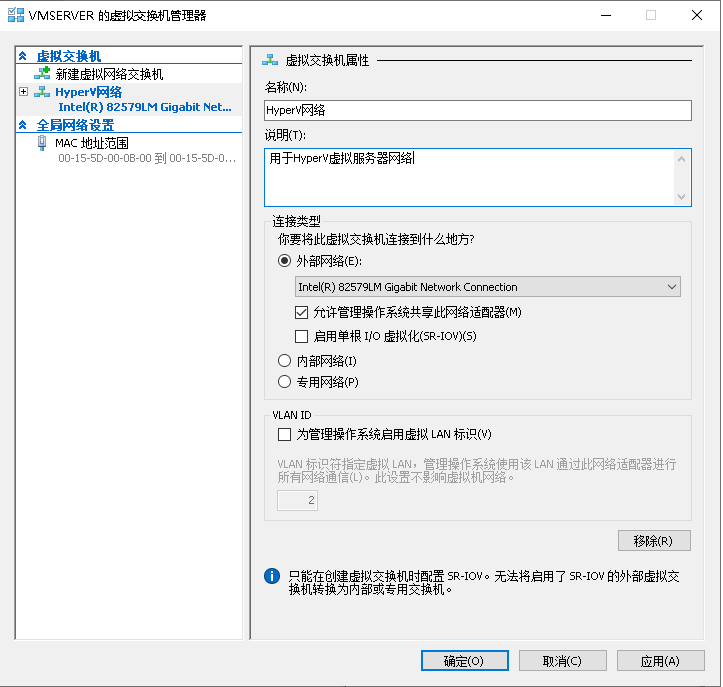 VMSERVER 的虚拟交换机管理器
虚拟交换机
新建虚拟网络交换机
HyperV网络
Intel(R) 82579LM Gigabit Net...
全局网络设置
MAC 地址范围
00-15-5D-00-0B-00 到 00-15-5D-0...
虚拟交换机属性
名称(N):
HyperV网络
说明(T):
用于HyperV虚拟服务器网络
连接类型
你要将此虚拟交换机连接到什么地方?
外部网络(E):
Intel(R) 82579LM Gigabit Network Connection
允许管理操作系统共享此网络适配器(M)
启用单根 I/O 虚拟化(SR-IOV)(S)
内部网络(I)
专用网络(P)
VLAN ID
为管理操作系统启用虚拟 LAN 标识(V)
VLAN 标识符指定虚拟 LAN，管理操作系统使用该 LAN 通过此网络适配器进行
所有网络通信(L)。此设置不影响虚拟机网络。
2
移除(R)
只能在创建虚拟交换机时配置 SR-IOV。无法将启用了 SR-IOV 的外部虚拟交
换机转换为内部或专用交换机。
确定(O)
取消(C)
应用(A)